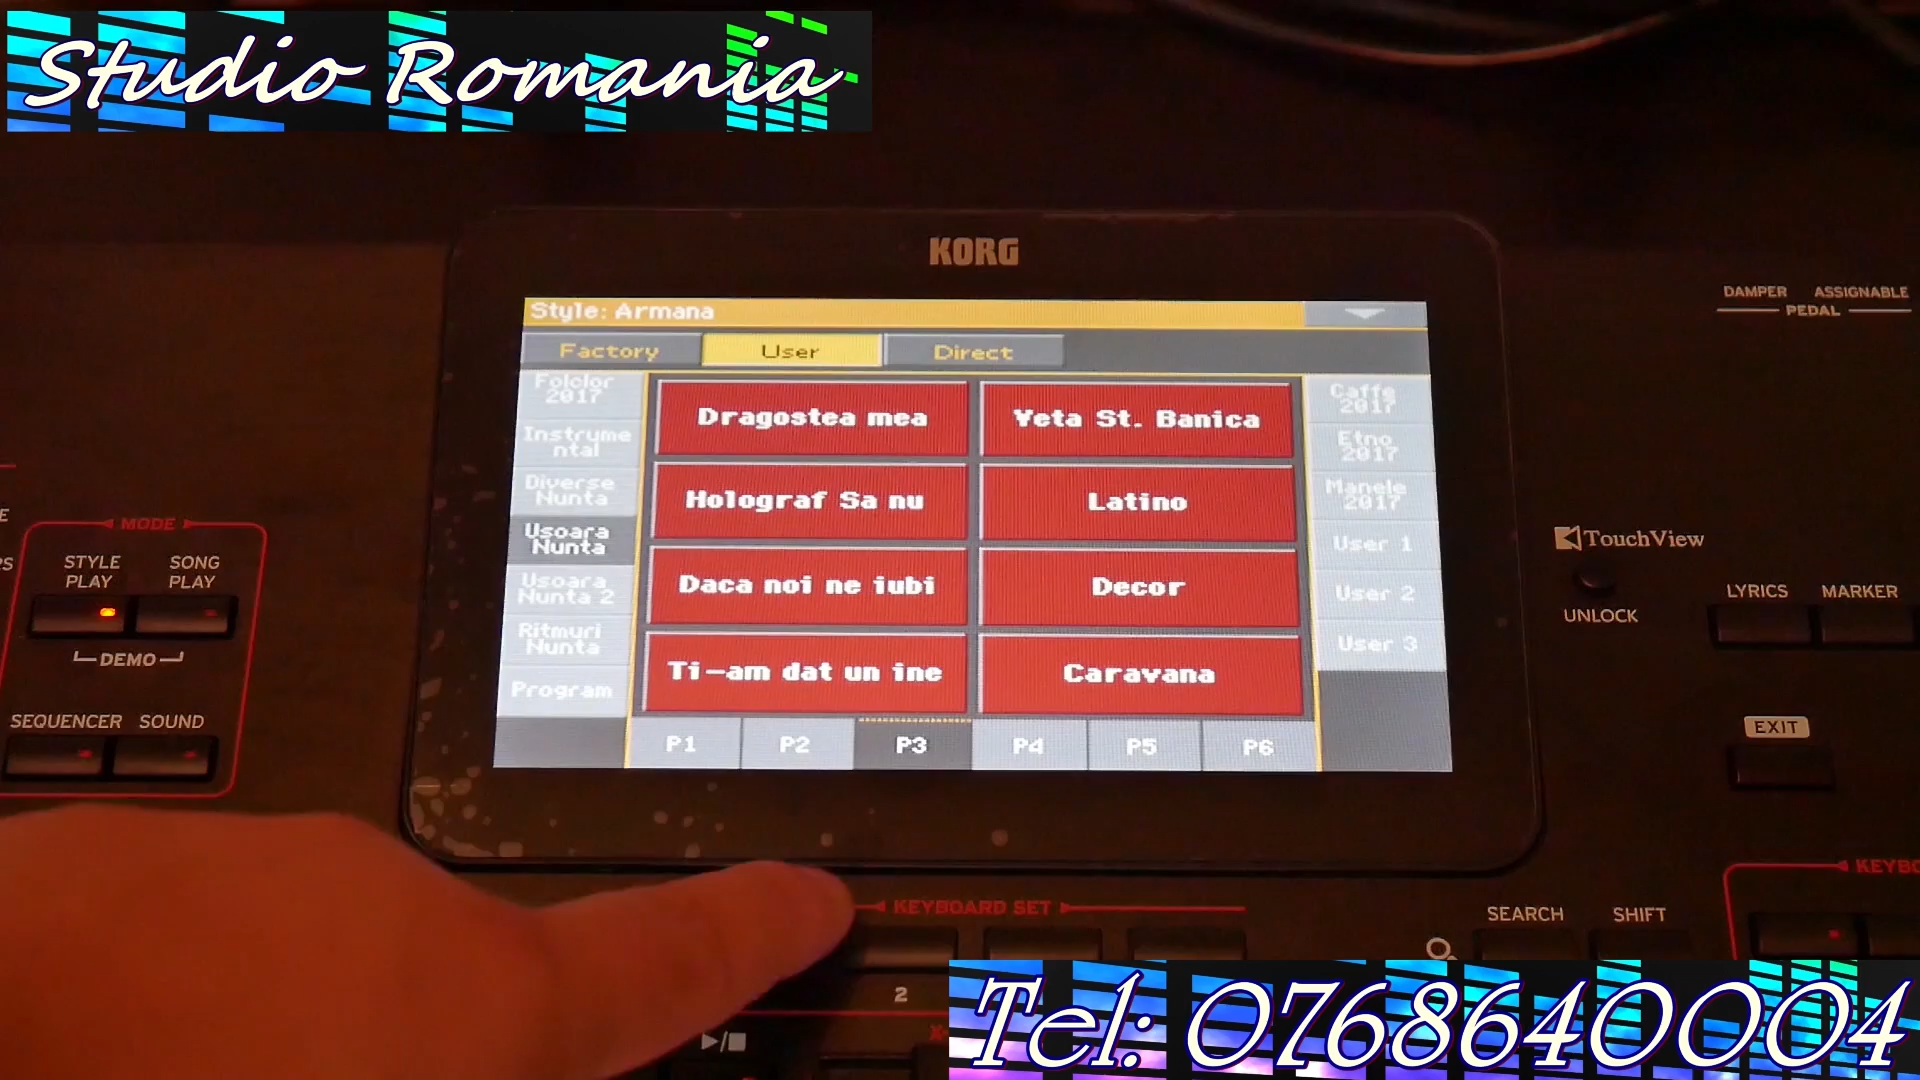 Studio Romania
KORG
DAMPER ASSIGNABLE
PEDAL
Style: Armana
Factory User Direct
Folclor
2017
Instrume
ntal
Diverse
Nunta
Usoara
Nunta
Usoara
Nunta 2
Ritmuri
Nunta
Program
Dragostea mea
Veta St. Banica
Holograf Sa nu
Latino
Daca noi ne iubi
Decor
Ti-am dat un ine
Caravana
Caffe
2017
Etno
2017
Manele
2017
User 1
User 2
User 3
P1 P2 P3 P4 P5 P6
MODE
STYLE
PLAY
SONG
PLAY
DEMO
SEQUENCER SOUND
TouchView
UNLOCK
LYRICS MARKER
EXIT
KEYBOARD SET
SEARCH SHIFT
2
Tel: 0768640004